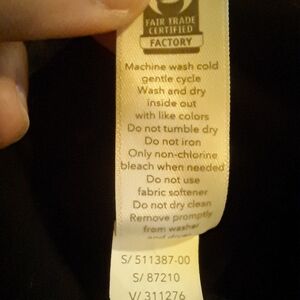 FAIR TRADE
CERTIFIED
FACTORY
Machine wash cold
gentle cycle
Wash and dry
inside out
with like colors
Do not tumble dry
Do not iron
Only non-chlorine
bleach when needed
Do not use
fabric softener
Do not dry clean
Remove promptly
from washer
S/ 511387-00
S/ 87210
V/ 311276